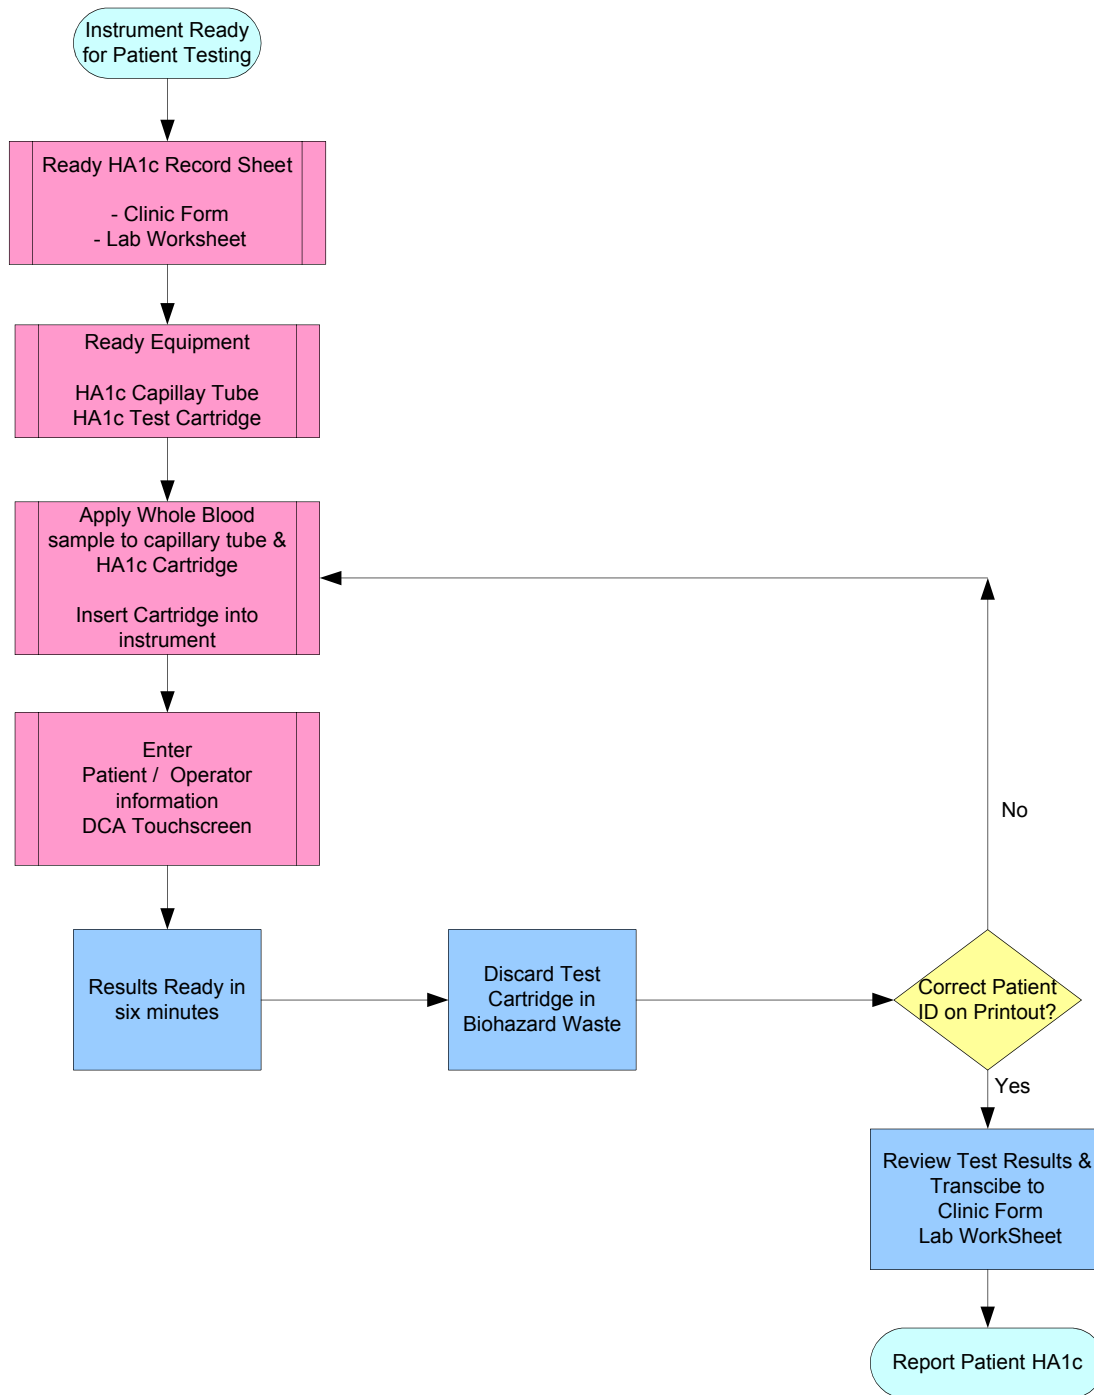 Instrument Ready
for Patient Testing
Ready HA1c Record Sheet
- Clinic Form
- Lab Worksheet
Ready Equipment
HA1c Capillay Tube
HA1c Test Cartridge
Apply Whole Blood
sample to capillary tube &
HA1c Cartridge
Insert Cartridge into
instrument
Enter
Patient /  Operator
information
DCA Touchscreen
No
Results Ready in
six minutes
Discard Test
Cartridge in
Biohazard Waste
Correct Patient
ID on Printout?
Yes
Review Test Results &
Transcibe to
Clinic Form
Lab WorkSheet
Report Patient HA1c